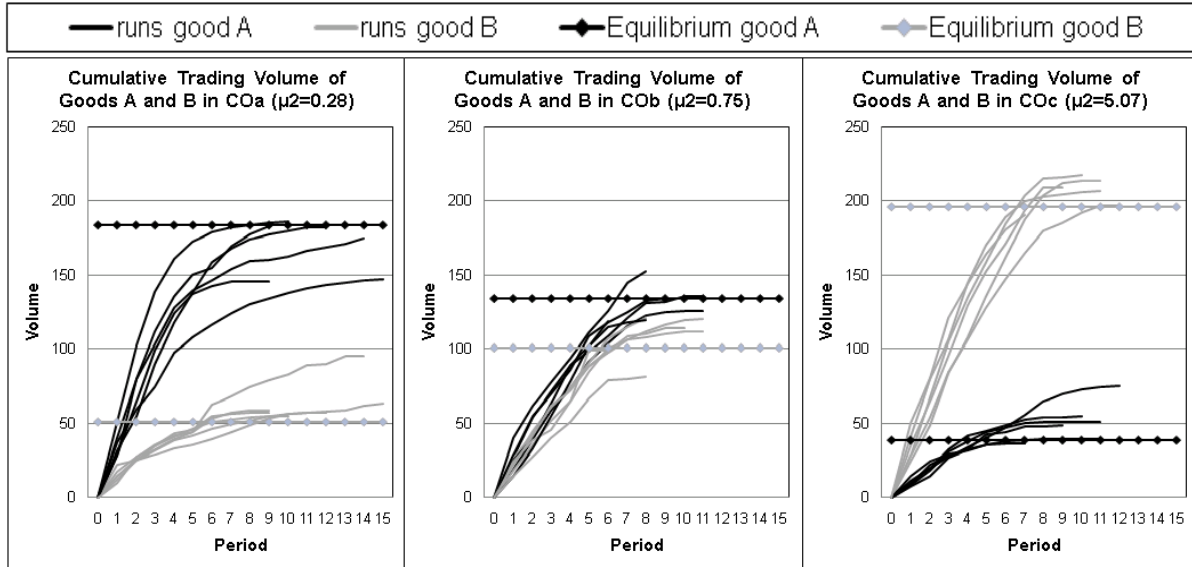 runs good A runs good B Equilibrium good A Equilibrium good B
Cumulative Trading Volume of
Goods A and B in COa (µ2=0.28)
250
200
150
100
50
0
Volume
0 1 2 3 4 5 6 7 8 9 10 11 12 13 14 15
Period
Cumulative Trading Volume of
Goods A and B in COb (µ2=0.75)
250
200
150
100
50
0
Volume
0 1 2 3 4 5 6 7 8 9 10 11 12 13 14 15
Period
Cumulative Trading Volume of
Goods A and B in COc (µ2=5.07)
250
200
150
100
50
0
Volume
0 1 2 3 4 5 6 7 8 9 10 11 12 13 14 15
Period